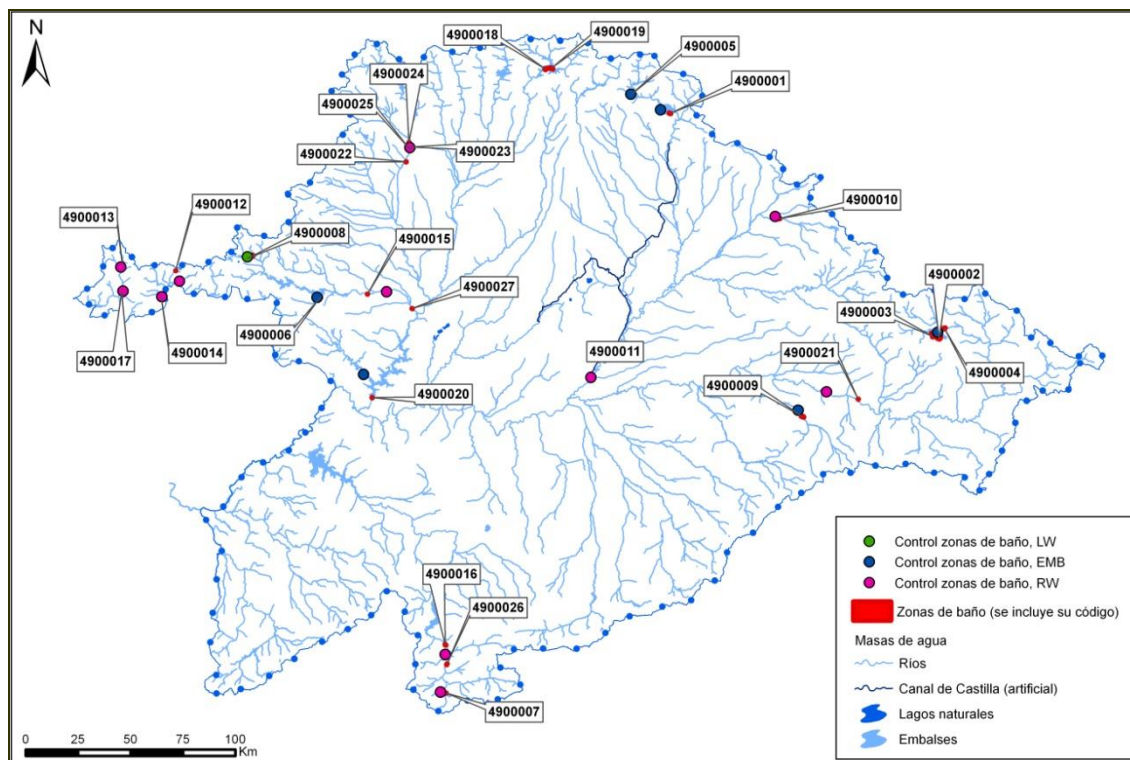 N
4900018
4900019
4900005
4900024
4900001
4900025
4900023
4900022
4900012
4900013
4900008
4900010
4900015
4900002
4900027
4900003
4900006
4900011
4900014
4900017
4900021
4900004
4900009
4900020
4900016
4900026
4900007
Control zonas de baño, LW
Control zonas de baño, EMB
Control zonas de baño, RW
Zonas de baño (se incluye su código)
Masas de agua
Ríos
Canal de Castilla (artificial)
Lagos naturales
Embalses
0 25 50 75 100
Km